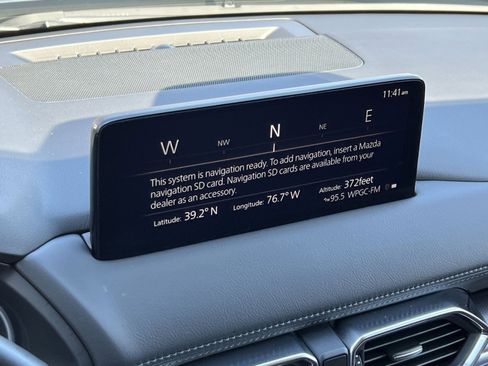 11:41 am
W NW N NE E
This system is navigation ready. To add navigation, insert a Mazda
navigation SD card. Navigation SD cards are available from your
dealer as an accessory.
Latitude: 39.2° N Longitude: 76.7° W Altitude: 372feet
95.5 WPGC-FM